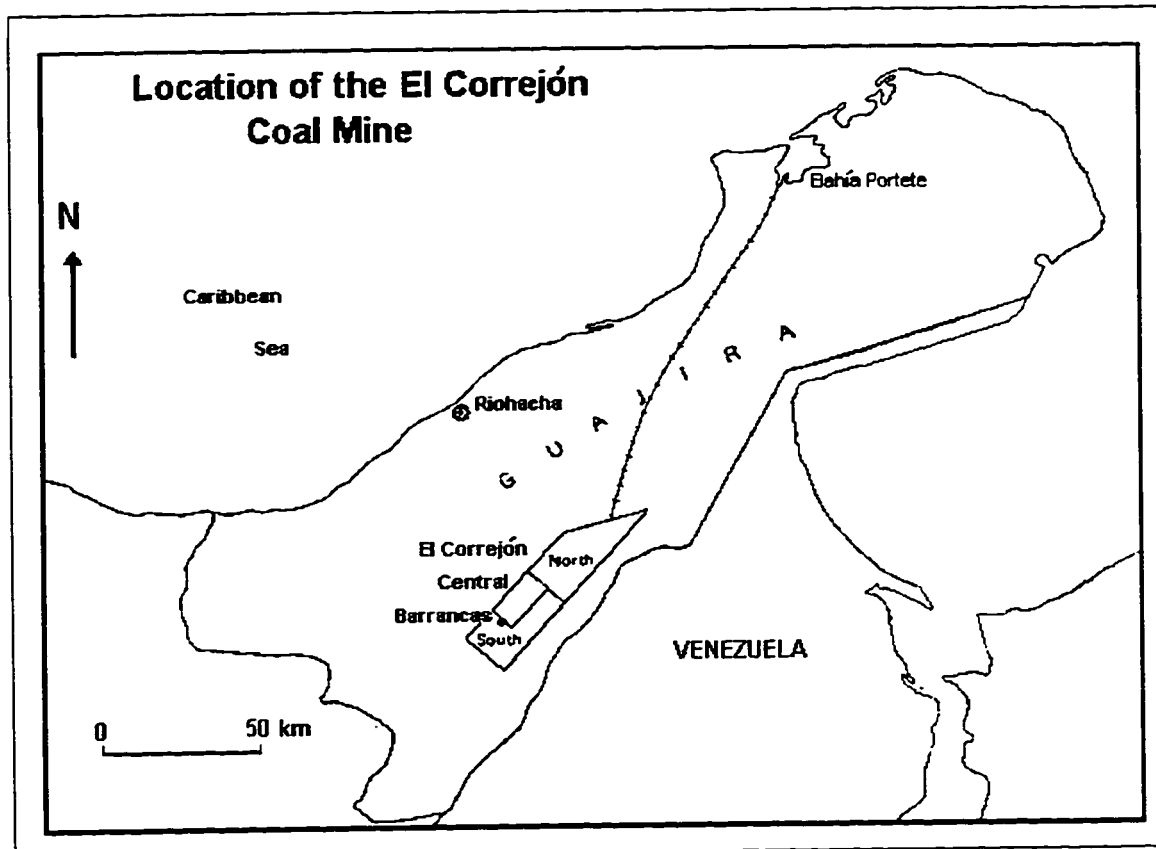 Location of the El Correjón
Coal Mine
N
Bahía Portete
Caribbean
Sea
Riohacha
GUAJIRA
El Correjón
North
Central
Barrancas
South
VENEZUELA
0 50 km